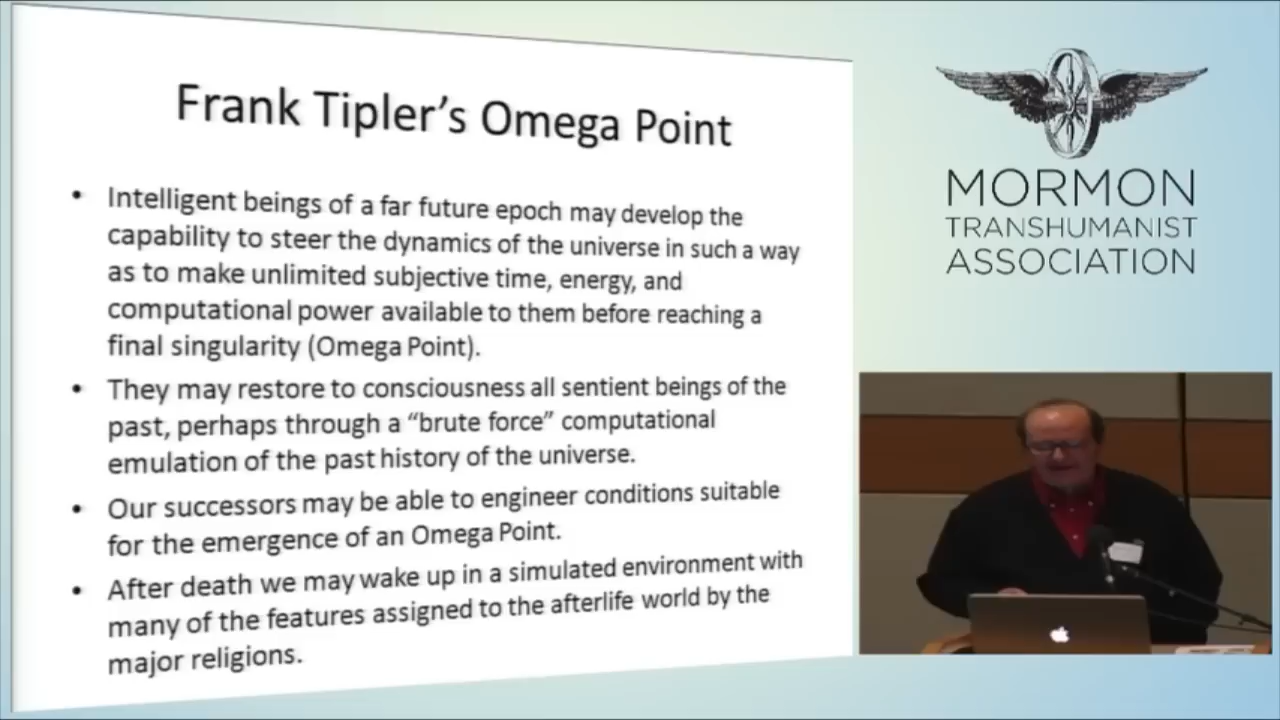 Frank Tipler's Omega Point
• Intelligent beings of a far future epoch may develop the
capability to steer the dynamics of the universe in such a way
as to make unlimited subjective time, energy, and
computational power available to them before reaching a
final singularity (Omega Point).
• They may restore to consciousness all sentient beings of the
past, perhaps through a “brute force” computational
emulation of the past history of the universe.
• Our successors may be able to engineer conditions suitable
for the emergence of an Omega Point.
• After death we may wake up in a simulated environment with
many of the features assigned to the afterlife world by the
major religions.
MORMON
TRANSHUMANIST
ASSOCIATION